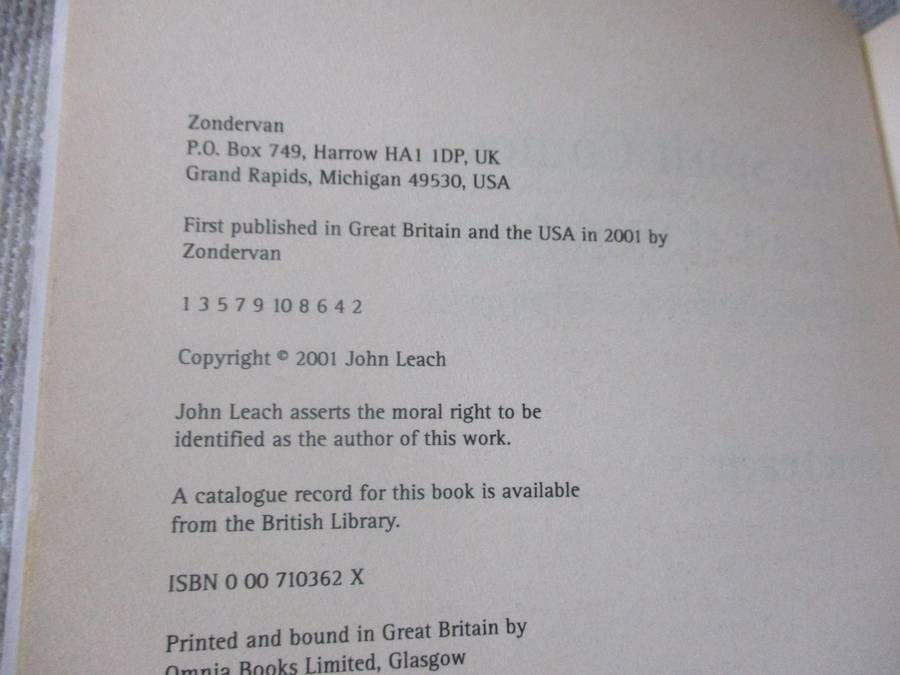 Zondervan
P.O. Box 749, Harrow HA1 1DP, UK
Grand Rapids, Michigan 49530, USA
First published in Great Britain and the USA in 2001 by
Zondervan
1 3 5 7 9 10 8 6 4 2
Copyright © 2001 John Leach
John Leach asserts the moral right to be
identified as the author of this work.
A catalogue record for this book is available
from the British Library.
ISBN 0 00 710362 X
Printed and bound in Great Britain by
Omnia Books Limited, Glasgow